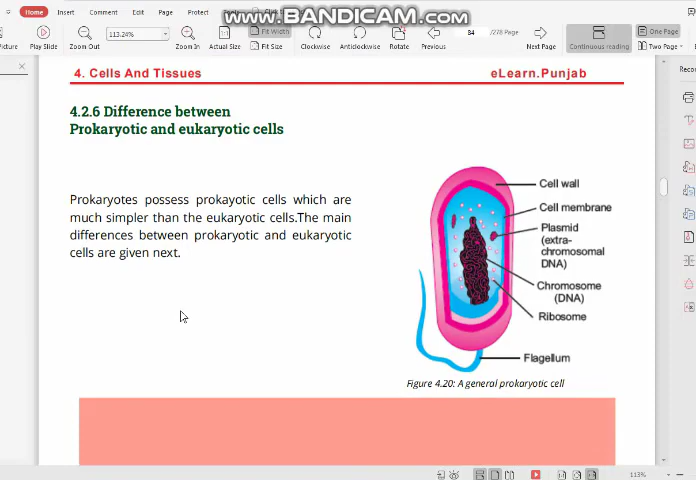 www.BANDICAM.com
Home Insert Comment Edit Page Protect
113.24% Fit Width 84 /278 Page One Page
Picture Play Slide Zoom Out Zoom In Actual Size Fit Size Clockwise Anticlockwise Rotate Previous Next Page Continuous reading Two Page
4. Cells And Tissues eLearn.Punjab
4.2.6 Difference between
Prokaryotic and eukaryotic cells
Prokaryotes possess prokayotic cells which are
much simpler than the eukaryotic cells.The main
differences between prokaryotic and eukaryotic
cells are given next.
Cell wall
Cell membrane
Plasmid
(extra-
chromosomal
DNA)
Chromosome
(DNA)
Ribosome
Flagellum
Figure 4.20: A general prokaryotic cell
113%